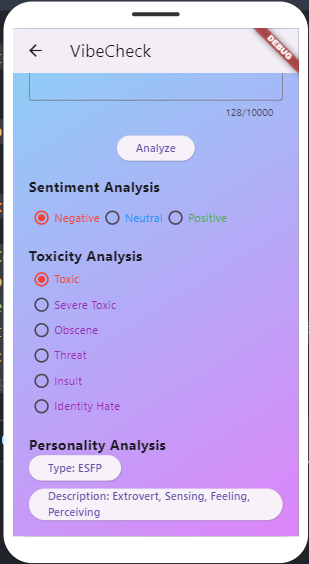 VibeCheck
DEBUG
128/10000
Analyze
Sentiment Analysis
Negative Neutral Positive
Toxicity Analysis
Toxic
Severe Toxic
Obscene
Threat
Insult
Identity Hate
Personality Analysis
Type: ESFP
Description: Extrovert, Sensing, Feeling,
Perceiving